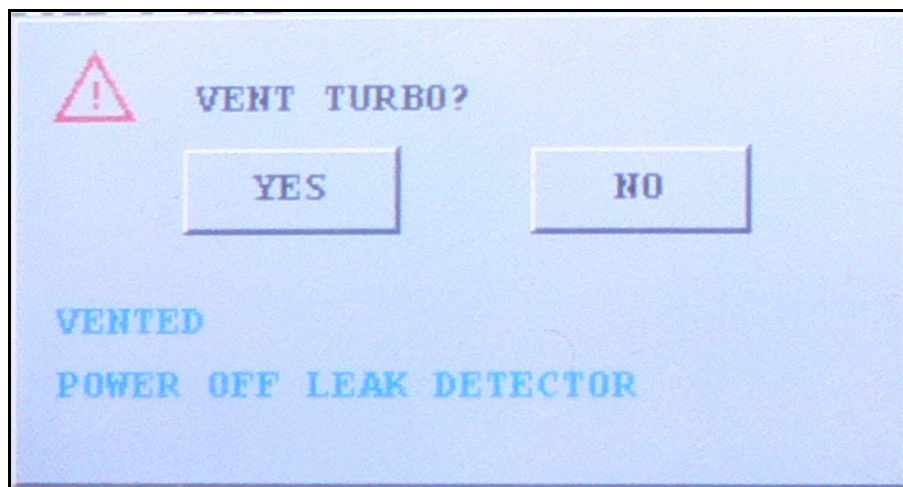 VENT TURBO?
YES NO
VENTED
POWER OFF LEAK DETECTOR